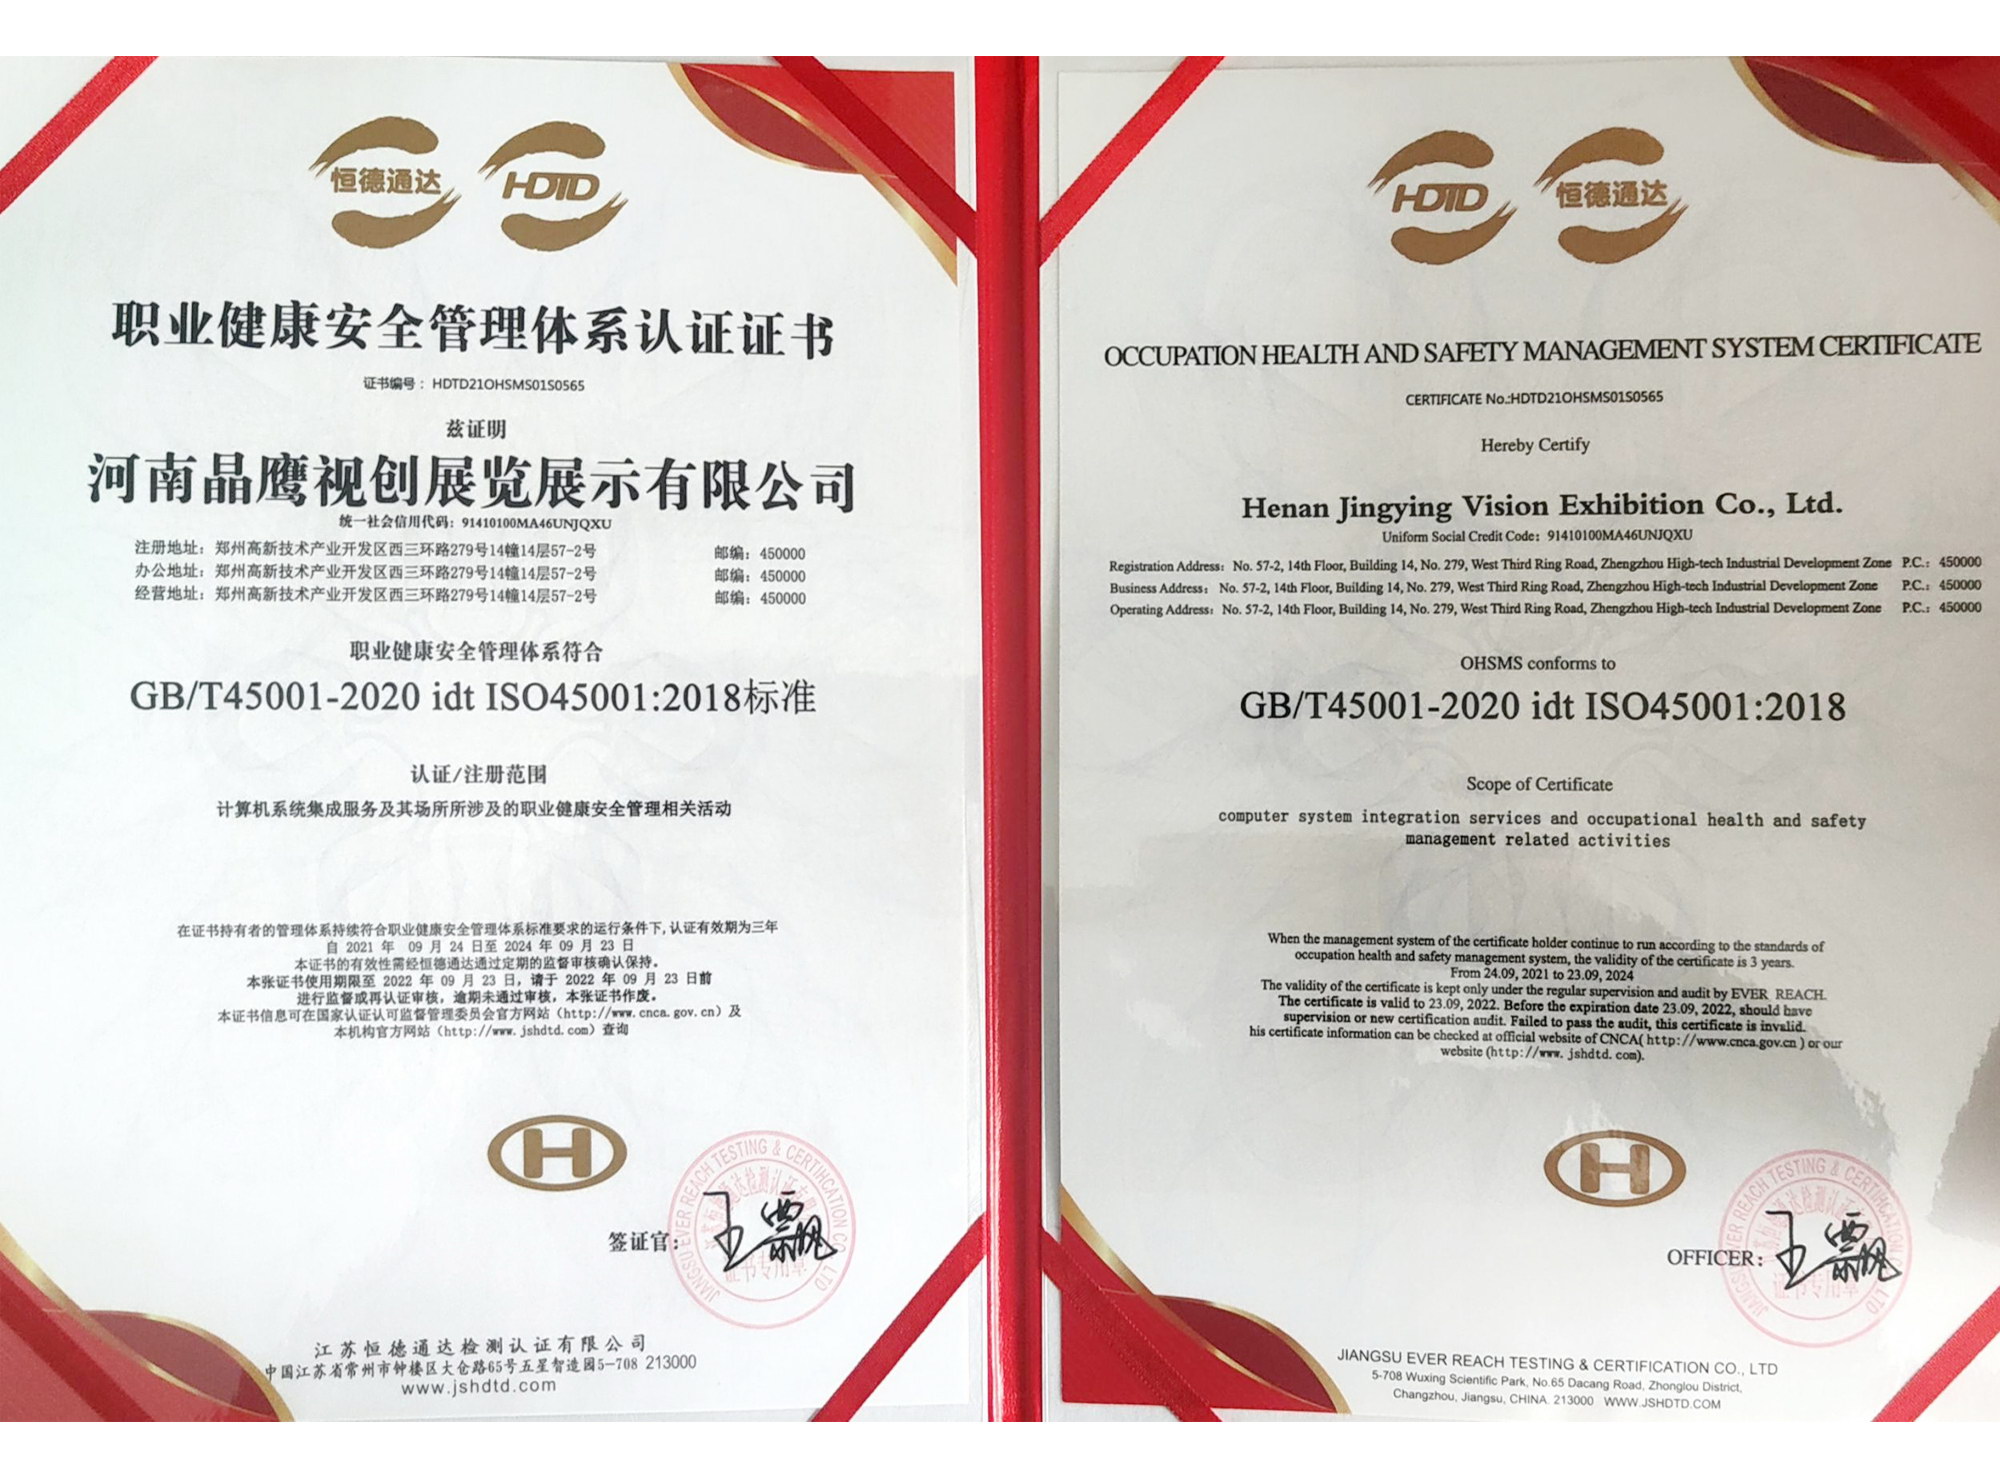 恒德通达 HDTD
职业健康安全管理体系认证证书
证书编号：HDTD21OHSMS01S0565
兹证明
河南品鹰视创展览展示有限公司
统一社会信用代码：91410100MA46UNJQXU
注册地址：郑州高新技术产业开发区西三环路279号14幢14层57-2号 邮编：450000
办公地址：郑州高新技术产业开发区西三环路279号14幢14层57-2号 邮编：450000
经营地址：郑州高新技术产业开发区西三环路279号14幢14层57-2号 邮编：450000
职业健康安全管理体系符合
GB/T45001-2020 idt ISO45001:2018标准
认证/注册范围
计算机系统集成服务及其场所所涉及的职业健康安全管理相关活动
在证书持有者的管理体系持续符合职业健康安全管理体系标准要求的运行条件下,认证有效期为三年
自 2021 年 09 月 24 日至 2024 年 09 月 23 日
本证书的有效性需经恒德通达通过定期的监督审核确认保持。
本张证书使用期限至 2022 年 09 月 23 日，请于 2022 年 09 月 23 日前
进行监督或再认证审核，逾期未通过审核，本张证书作废。
本证书信息可在国家认证认可监督管理委员会官方网站（http://www.cnca.gov.cn）及
本机构官方网站（http://www.jshdtd.com）查询
H
签证官：
王飘
JIANGSU EVER REACH TESTING & CERTIHCATION CO., LTD
证书专用章
江苏恒德通达检测认证有限公司
中国江苏省常州市钟楼区大仓路65号五星智造园5-708 213000
www.jshdtd.com
HDTD 恒德通达
OCCUPATION HEALTH AND SAFETY MANAGEMENT SYSTEM CERTIFICATE
CERTIFICATE No.:HDTD21OHSMS01S0565
Hereby Certify
Henan Jingying Vision Exhibition Co., Ltd.
Uniform Social Credit Code：91410100MA46UNJQXU
Registration Address：No. 57-2, 14th Floor, Building 14, No. 279, West Third Ring Road, Zhengzhou High-tech Industrial Development Zone P.C.：450000
Business Address：No. 57-2, 14th Floor, Building 14, No. 279, West Third Ring Road, Zhengzhou High-tech Industrial Development Zone P.C.：450000
Operating Address：No. 57-2, 14th Floor, Building 14, No. 279, West Third Ring Road, Zhengzhou High-tech Industrial Development Zone P.C.：450000
OHSMS conforms to
GB/T45001-2020 idt ISO45001:2018
Scope of Certificate
computer system integration services and occupational health and safety
management related activities
When the management system of the certificate holder continue to run according to the standards of
occupation health and safety management system, the validity of the certificate is 3 years.
From 24.09, 2021 to 23.09, 2024
The validity of the certificate is kept only under the regular supervision and audit by EVER REACH.
The certificate is valid to 23.09, 2022. Before the expiration date 23.09, 2022, should have
supervision or new certification audit. Failed to pass the audit, this certificate is invalid.
his certificate information can be checked at official website of CNCA( http://www.cnca.gov.cn ) or our
website (http://www. jshdtd. com).
H
OFFICER：
王飘
JIANGSU EVER REACH TESTING & CERTIHCATION CO., LTD
证书专用章
JIANGSU EVER REACH TESTING & CERTIFICATION CO., LTD
5-708 Wuxing Scientific Park, No.65 Dacang Road, Zhonglou District,
Changzhou, Jiangsu, CHINA. 213000 WWW.JSHDTD.COM